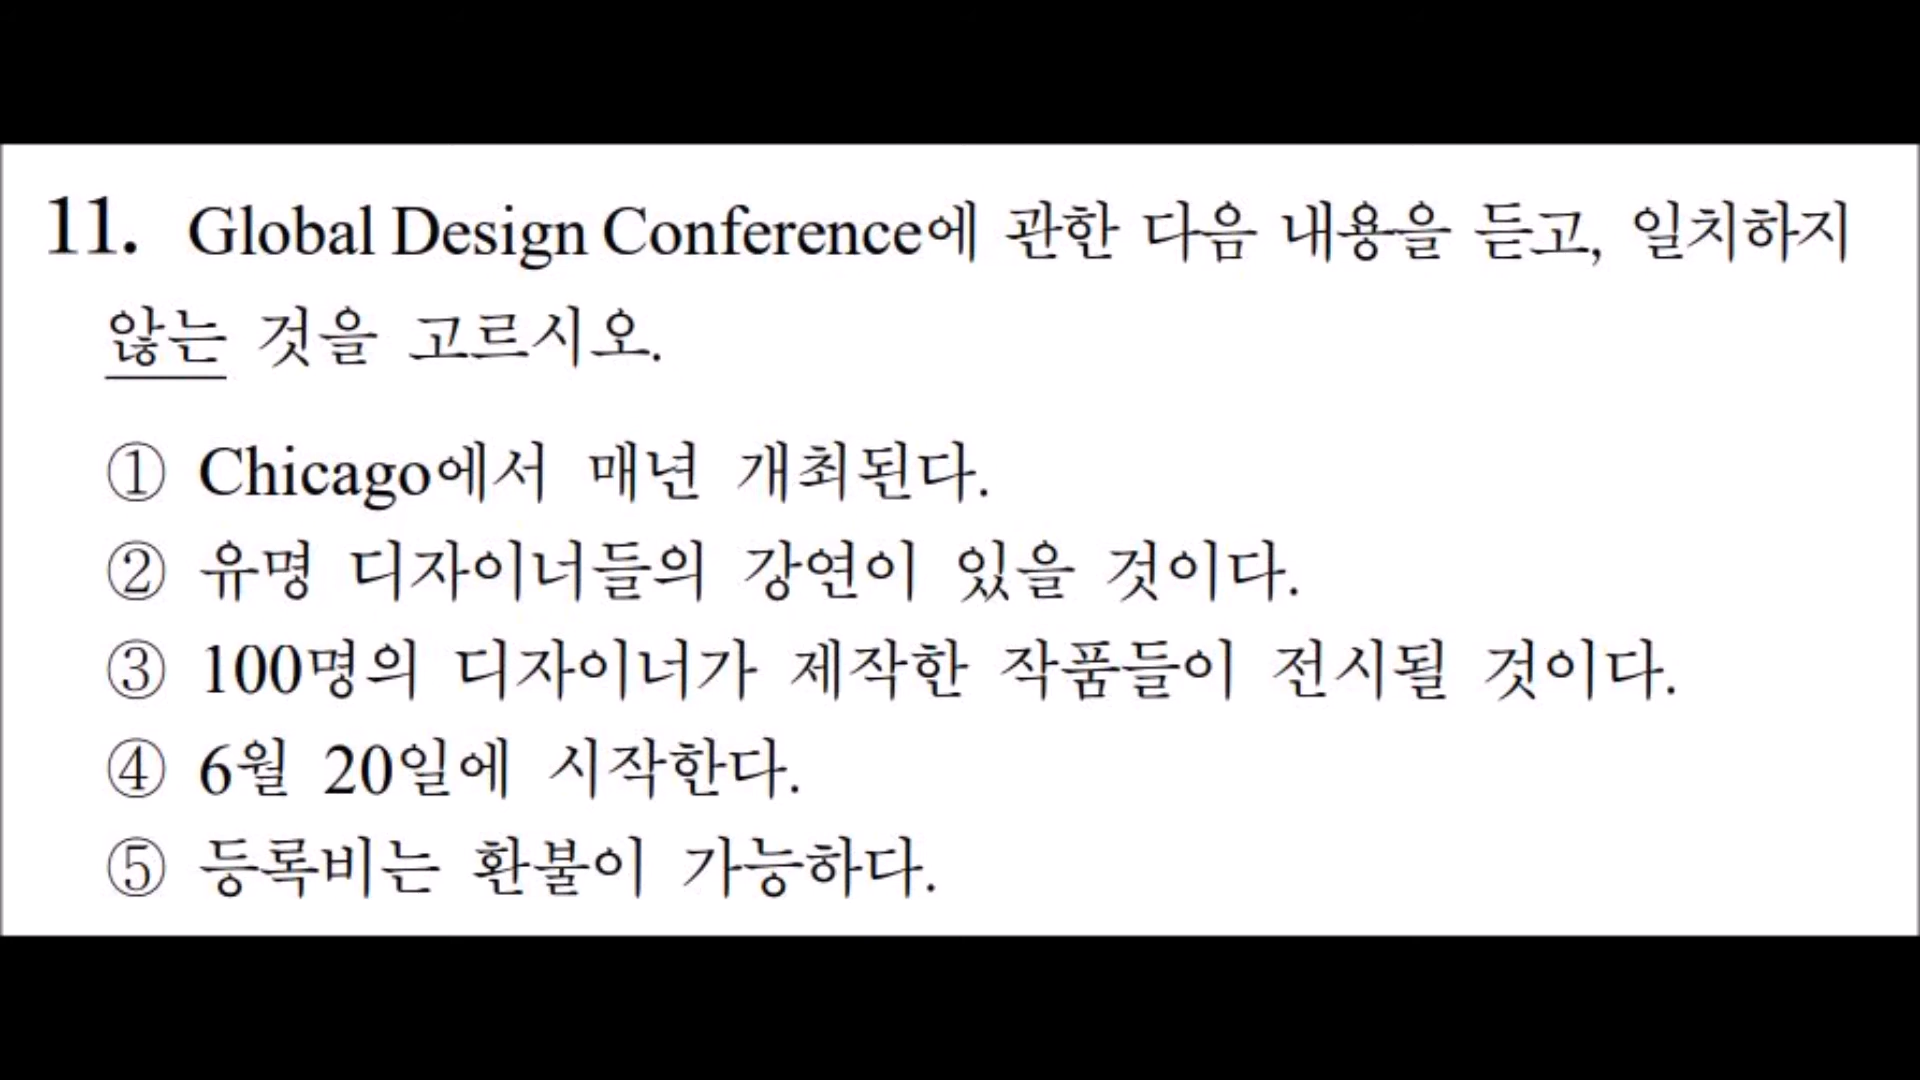 11. Global Design Conference에 관한 다음 내용을 듣고, 일치하지
않는 것을 고르시오.
① Chicago에서 매년 개최된다.
② 유명 디자이너들의 강연이 있을 것이다.
③ 100명의 디자이너가 제작한 작품들이 전시될 것이다.
④ 6월 20일에 시작한다.
⑤ 등록비는 환불이 가능하다.